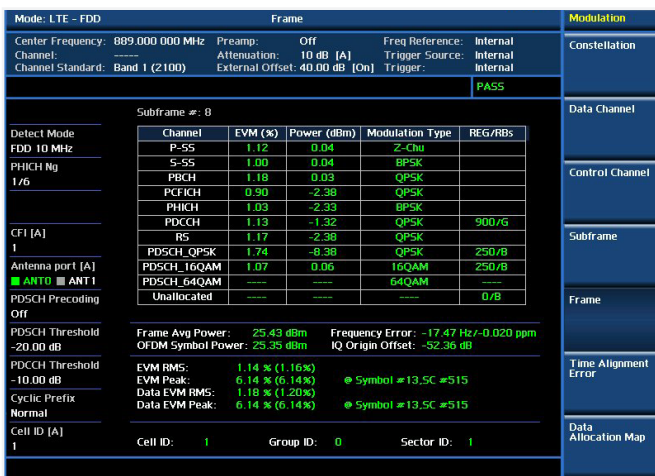 Mode: LTE - FDD Frame Modulation
Center Frequency: 889.000 000 MHz Preamp: Off Freq Reference: Internal
Channel: ----- Attenuation: 10 dB [A] Trigger Source: Internal
Channel Standard: Band 1 (2100) External Offset: 40.00 dB [On] Trigger: Internal
PASS
Subframe #: 8
Channel EVM (%) Power (dBm) Modulation Type REG/RBs
P-SS 1.12 0.04 Z-Chu
S-SS 1.00 0.04 BPSK
PBCH 1.18 0.03 QPSK
PCFICH 0.90 -2.38 QPSK
PHICH 1.03 -2.33 BPSK
PDCCH 1.13 -1.32 QPSK 900/G
RS 1.17 -2.38 QPSK
PDSCH_QPSK 1.74 -8.38 QPSK 250/B
PDSCH_16QAM 1.07 0.06 16QAM 250/B
PDSCH_64QAM ---- ---- 64QAM ----
Unallocated ---- ---- ---- 0/B
Frame Avg Power: 25.43 dBm Frequency Error: -17.47 Hz/-0.020 ppm
OFDM Symbol Power: 25.35 dBm IQ Origin Offset: -52.36 dB
EVM RMS: 1.14 % (1.16%)
EVM Peak: 6.14 % (6.14%) @ Symbol #13,SC #515
Data EVM RMS: 1.18 % (1.20%)
Data EVM Peak: 6.14 % (6.14%) @ Symbol #13,SC #515
Cell ID: 1 Group ID: 0 Sector ID: 1
Detect Mode
FDD 10 MHz
PHICH Ng
1/6
CFI [A]
1
Antenna port [A]
ANT0 ANT1
PDSCH Precoding
Off
PDSCH Threshold
-20.00 dB
PDCCH Threshold
-10.00 dB
Cyclic Prefix
Normal
Cell ID [A]
1
Constellation
Data Channel
Control Channel
Subframe
Frame
Time Alignment
Error
Data
Allocation Map